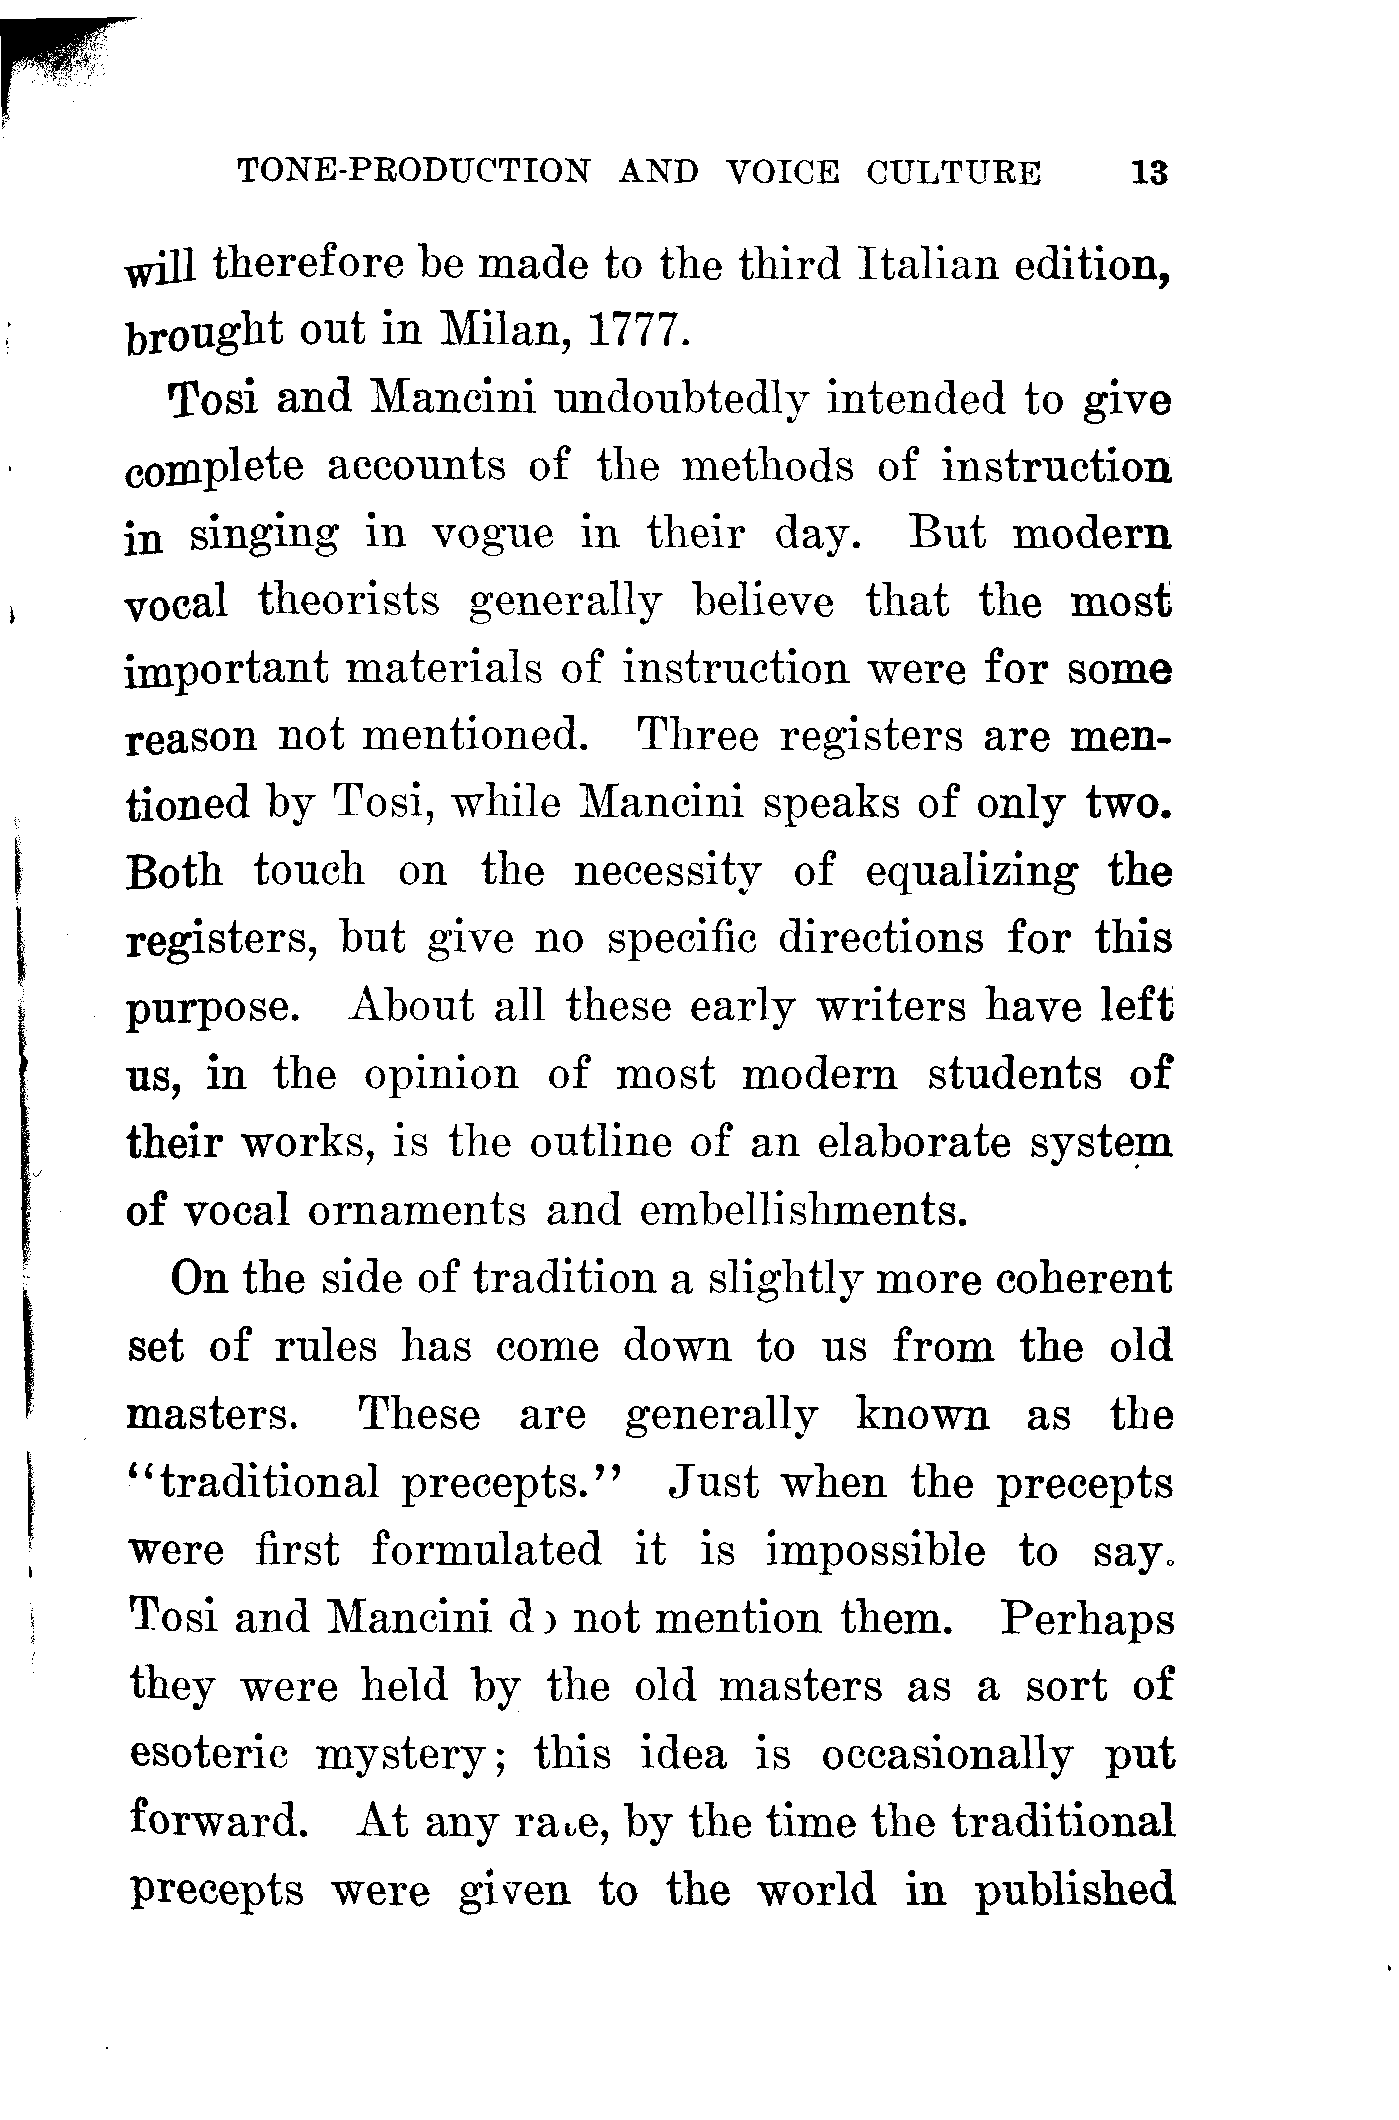 TONE-PRODUCTION AND VOICE CULTURE 13
will therefore be made to the third Italian edition,
brought out in Milan, 1777.
Tosi and Mancini undoubtedly intended to give
complete accounts of the methods of instruction
in singing in vogue in their day. But modern
vocal theorists generally believe that the most
important materials of instruction were for some
reason not mentioned. Three registers are men-
tioned by Tosi, while Mancini speaks of only two.
Both touch on the necessity of equalizing the
registers, but give no specific directions for this
purpose. About all these early writers have left
us, in the opinion of most modern students of
their works, is the outline of an elaborate system
of vocal ornaments and embellishments.
On the side of tradition a slightly more coherent
set of rules has come down to us from the old
masters. These are generally known as the
“traditional precepts.” Just when the precepts
were first formulated it is impossible to say.
Tosi and Mancini do not mention them. Perhaps
they were held by the old masters as a sort of
esoteric mystery; this idea is occasionally put
forward. At any rate, by the time the traditional
precepts were given to the world in published